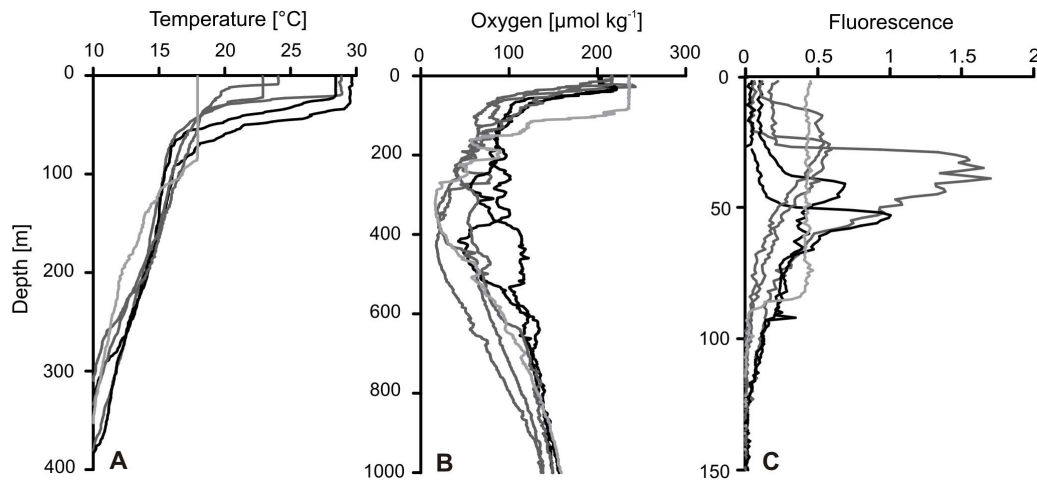 Temperature [°C]
10 15 20 25 30
0
100
200
300
400
Depth [m]
A
Oxygen [µmol kg⁻¹]
0 100 200 300
0
200
400
600
800
1000
B
Fluorescence
0 0.5 1 1.5 2
0
50
100
150
C